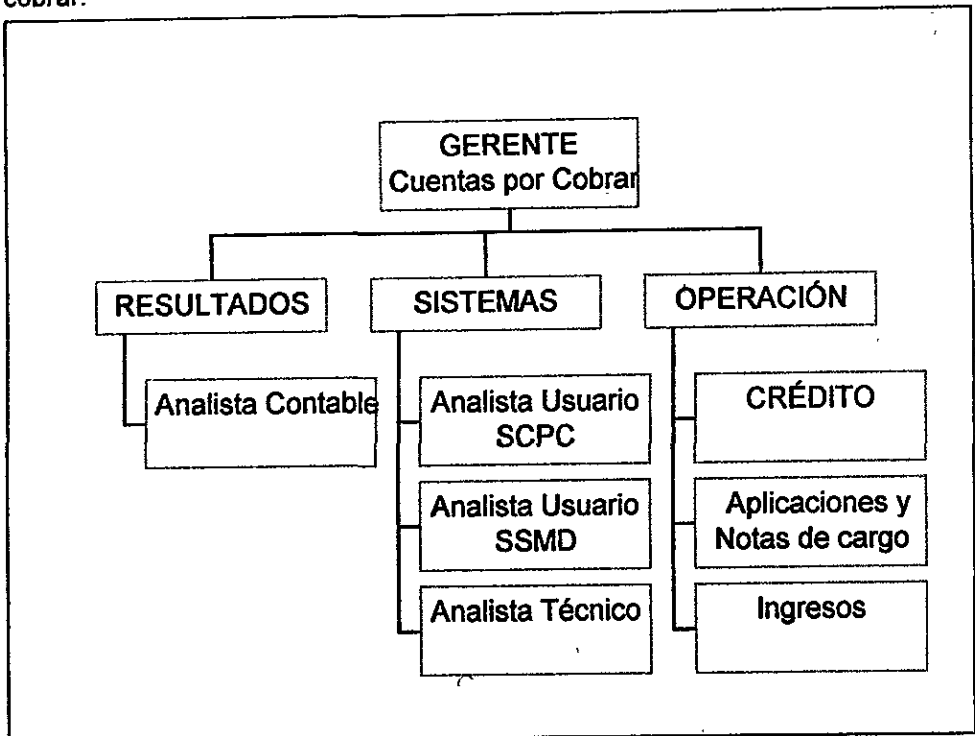 cobrar.
GERENTE
Cuentas por Cobrar
RESULTADOS
SISTEMAS
OPERACIÓN
Analista Contable
Analista Usuario
SCPC
Analista Usuario
SSMD
Analista Técnico
CRÉDITO
Aplicaciones y
Notas de cargo
Ingresos